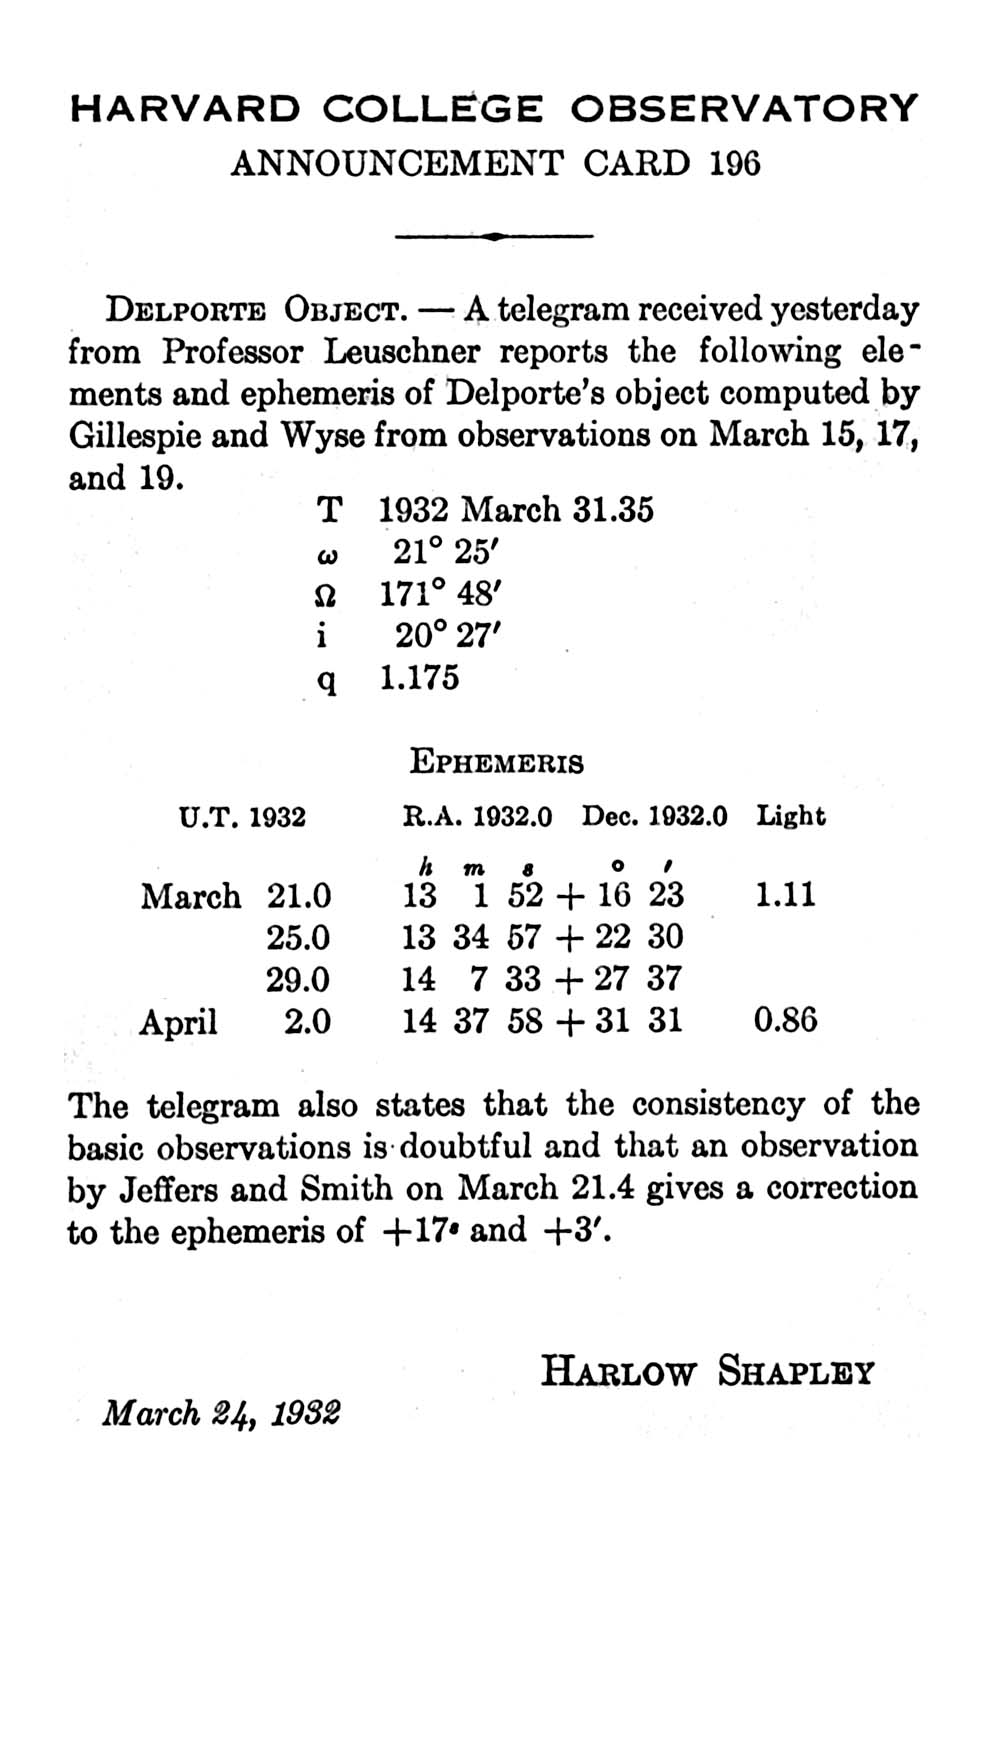 HARVARD COLLEGE OBSERVATORY
ANNOUNCEMENT CARD 196
DELPORTE OBJECT. — A telegram received yesterday
from Professor Leuschner reports the following ele-
ments and ephemeris of Delporte's object computed by
Gillespie and Wyse from observations on March 15, 17,
and 19.
T 1932 March 31.35
ω 21° 25′
Ω 171° 48′
i 20° 27′
q 1.175
EPHEMERIS
U.T. 1932 R.A. 1932.0 Dec. 1932.0 Light
h m s ° ′
March 21.0 13 1 52 + 16 23 1.11
25.0 13 34 57 + 22 30
29.0 14 7 33 + 27 37
April 2.0 14 37 58 + 31 31 0.86
The telegram also states that the consistency of the
basic observations is doubtful and that an observation
by Jeffers and Smith on March 21.4 gives a correction
to the ephemeris of +17ˢ and +3′.
HARLOW SHAPLEY
March 24, 1932